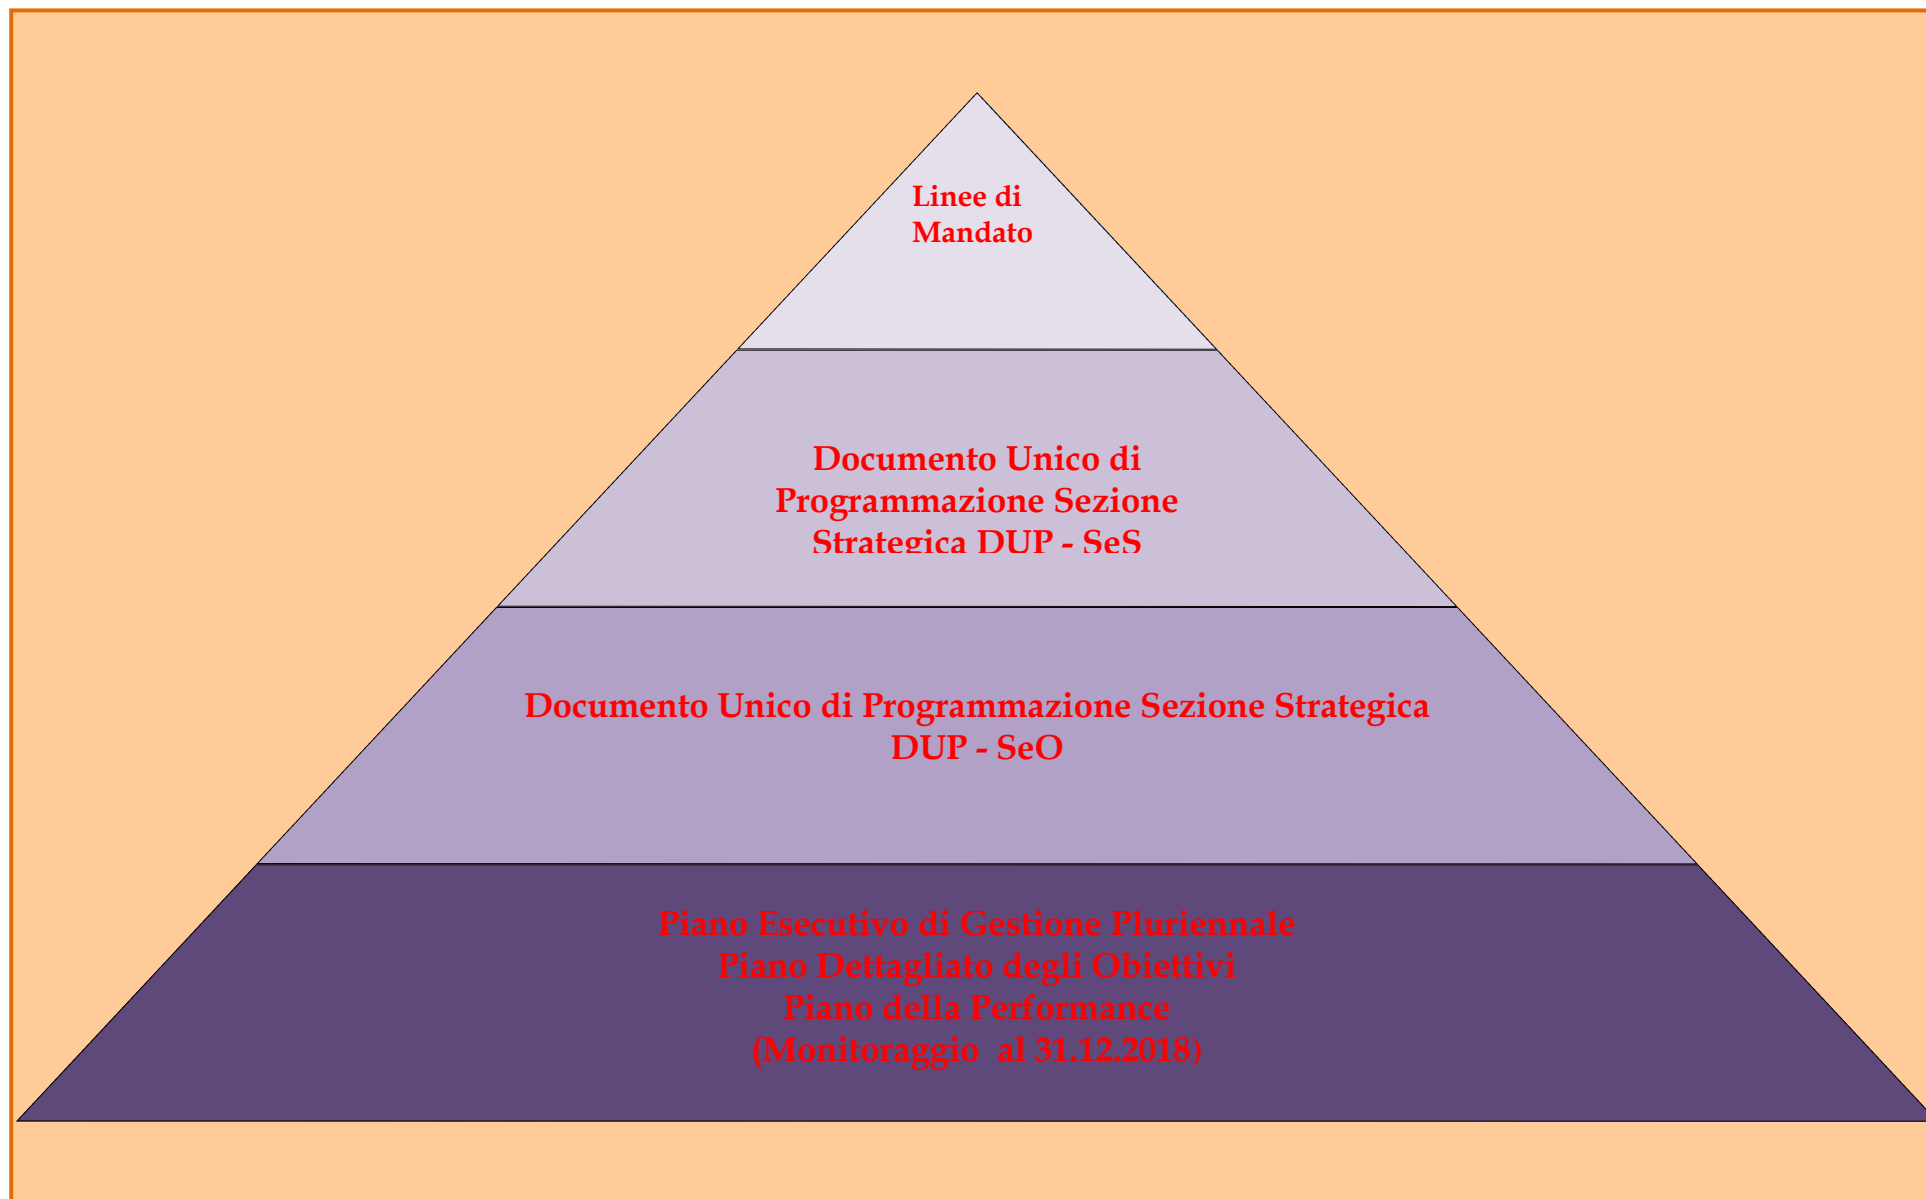 Linee di
Mandato
Documento Unico di
Programmazione Sezione
Strategica DUP - SeS
Documento Unico di Programmazione Sezione Strategica
DUP - SeO
Piano Esecutivo di Gestione Pluriennale
Piano Dettagliato degli Obiettivi
Piano della Performance
(Monitoraggio  al 31.12.2018)